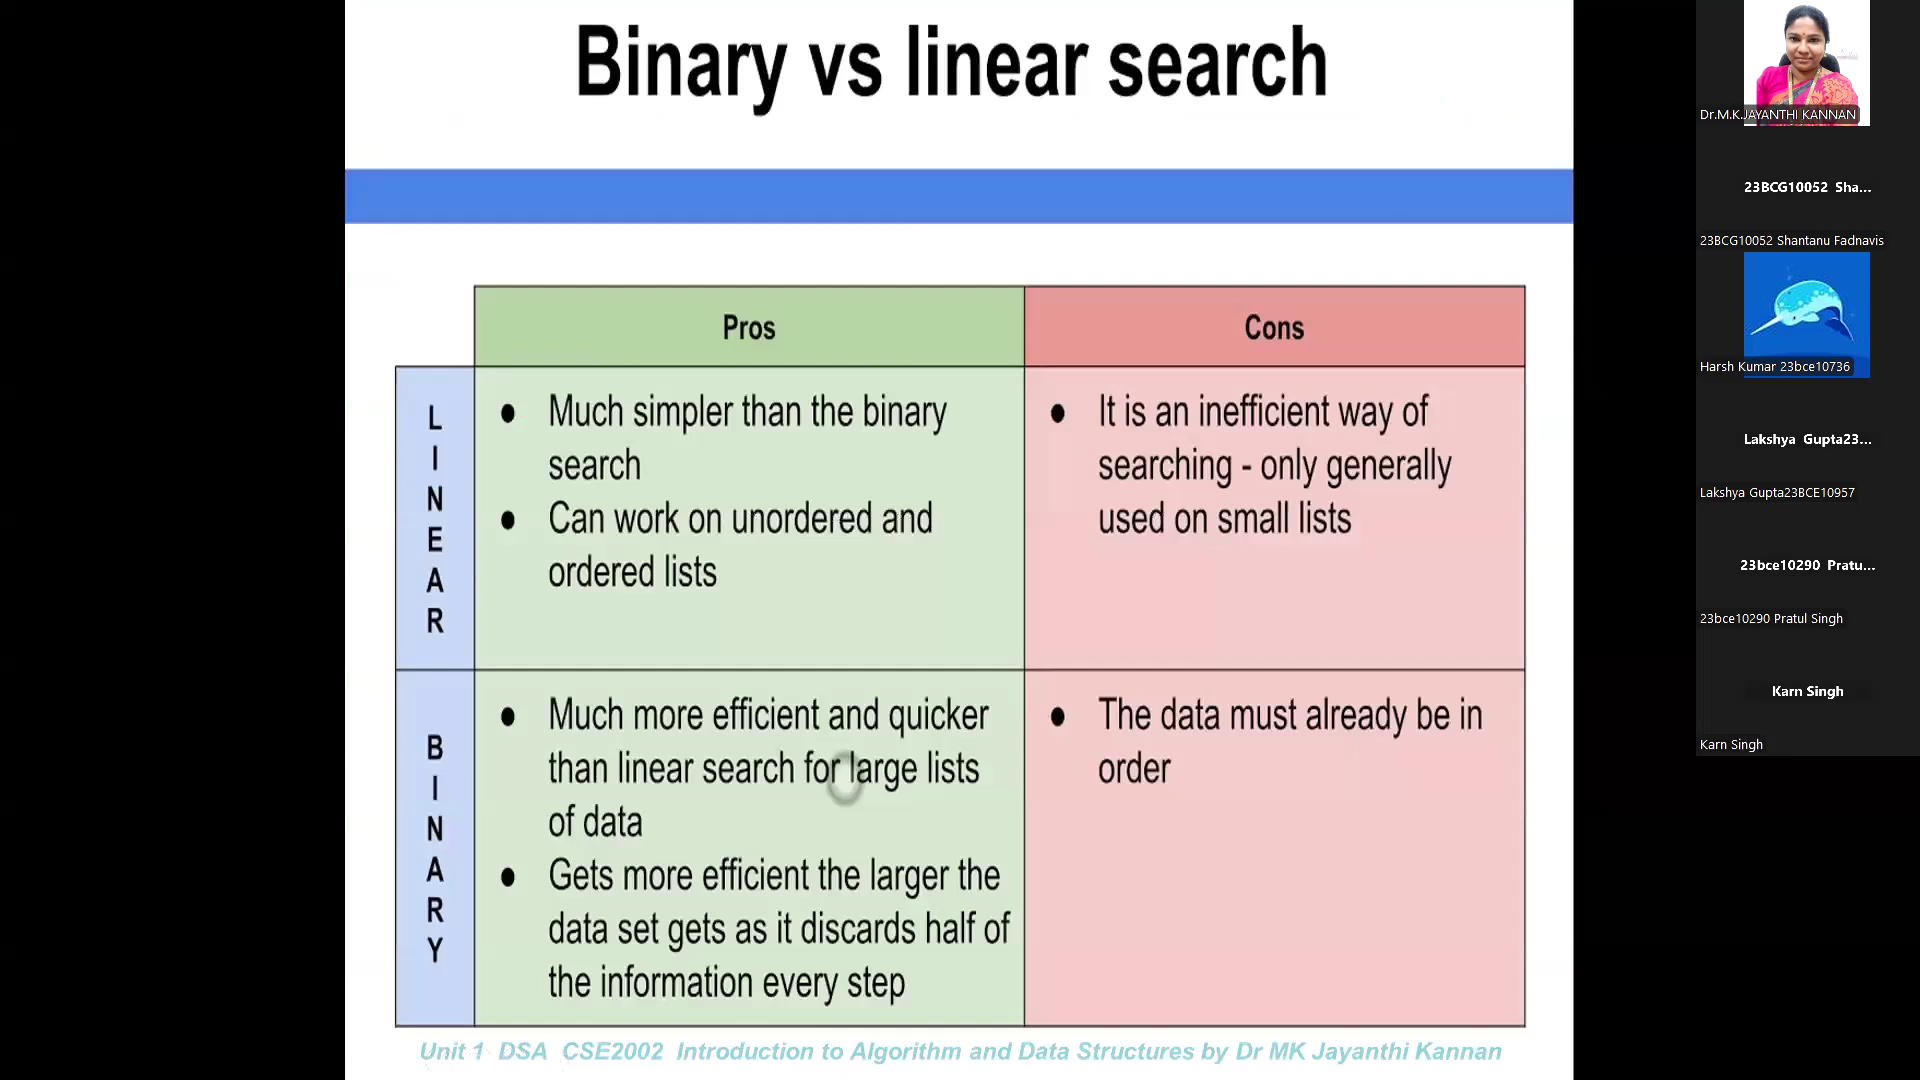 Binary vs linear search
Pros
Cons
LINEAR
Much simpler than the binary
search
Can work on unordered and
ordered lists
It is an inefficient way of
searching - only generally
used on small lists
BINARY
Much more efficient and quicker
than linear search for large lists
of data
Gets more efficient the larger the
data set gets as it discards half of
the information every step
The data must already be in
order
Unit 1 DSA CSE2002 Introduction to Algorithm and Data Structures by Dr MK Jayanthi Kannan
Dr.M.K.JAYANTHI KANNAN
23BCG10052 Sha...
23BCG10052 Shantanu Fadnavis
Harsh Kumar 23bce10736
Lakshya Gupta23...
Lakshya Gupta23BCE10957
23bce10290 Pratu...
23bce10290 Pratul Singh
Karn Singh
Karn Singh